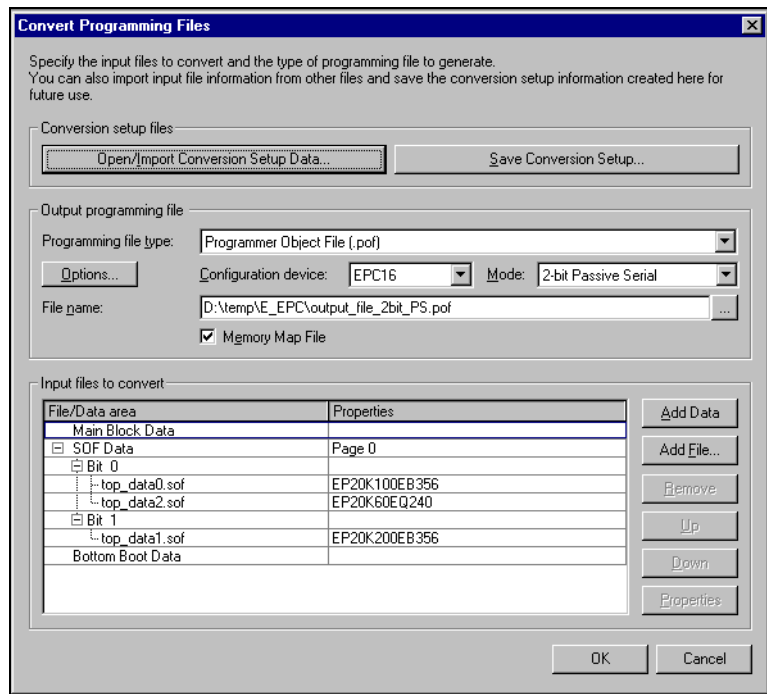 Convert Programming Files
Specify the input files to convert and the type of programming file to generate.
You can also import input file information from other files and save the conversion setup information created here for
future use.
Conversion setup files
Open/Import Conversion Setup Data... Save Conversion Setup...
Output programming file
Programming file type: Programmer Object File (.pof)
Options... Configuration device: EPC16 Mode: 2-bit Passive Serial
File name: D:\temp\E_EPC\output_file_2bit_PS.pof ...
Memory Map File
Input files to convert
File/Data area Properties Add Data
Main Block Data
SOF Data Page 0 Add File...
Bit 0
top_data0.sof EP20K100EB356 Remove
top_data2.sof EP20K60EQ240
Bit 1 Up
top_data1.sof EP20K200EB356
Bottom Boot Data Down
Properties
OK Cancel